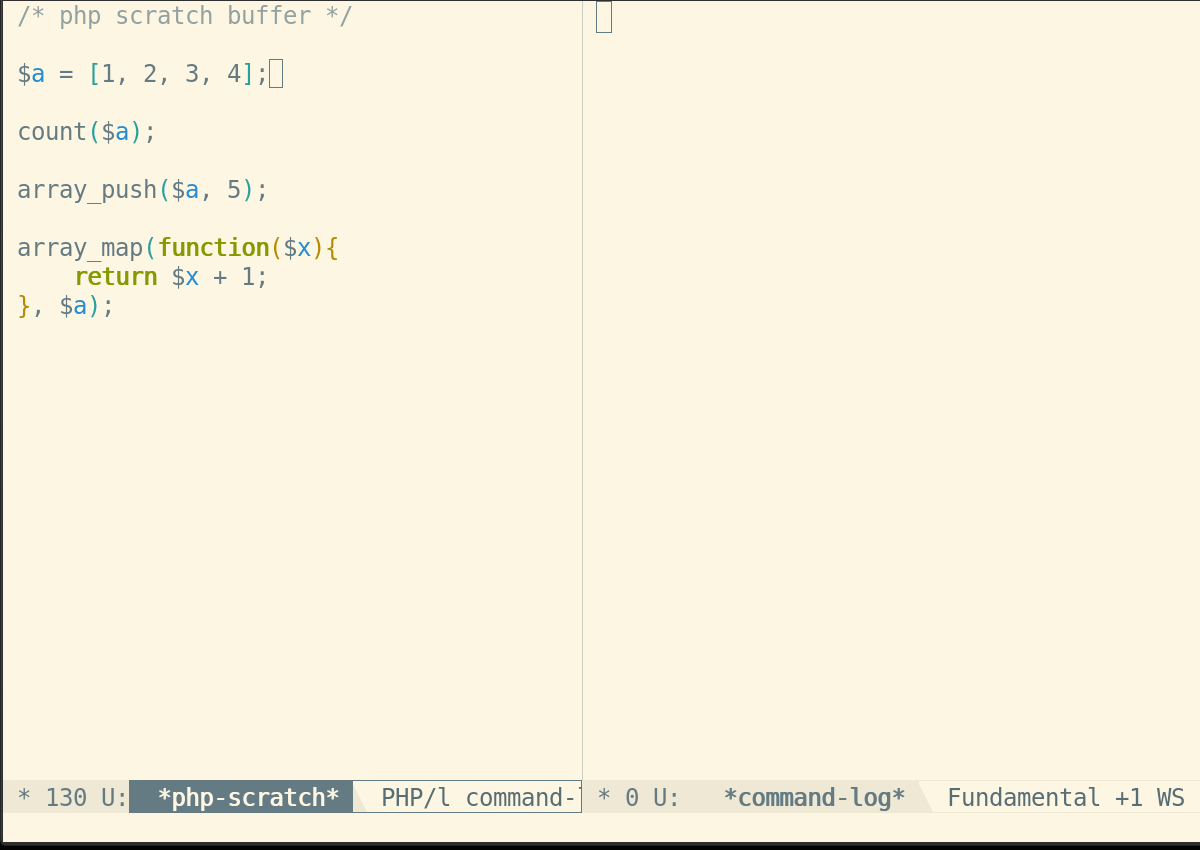 /* php scratch buffer */
$a = [1, 2, 3, 4];
count($a);
array_push($a, 5);
array_map(function($x){
    return $x + 1;
}, $a);
* 130 U: *php-scratch* PHP/l command-
* 0 U: *command-log* Fundamental +1 WS